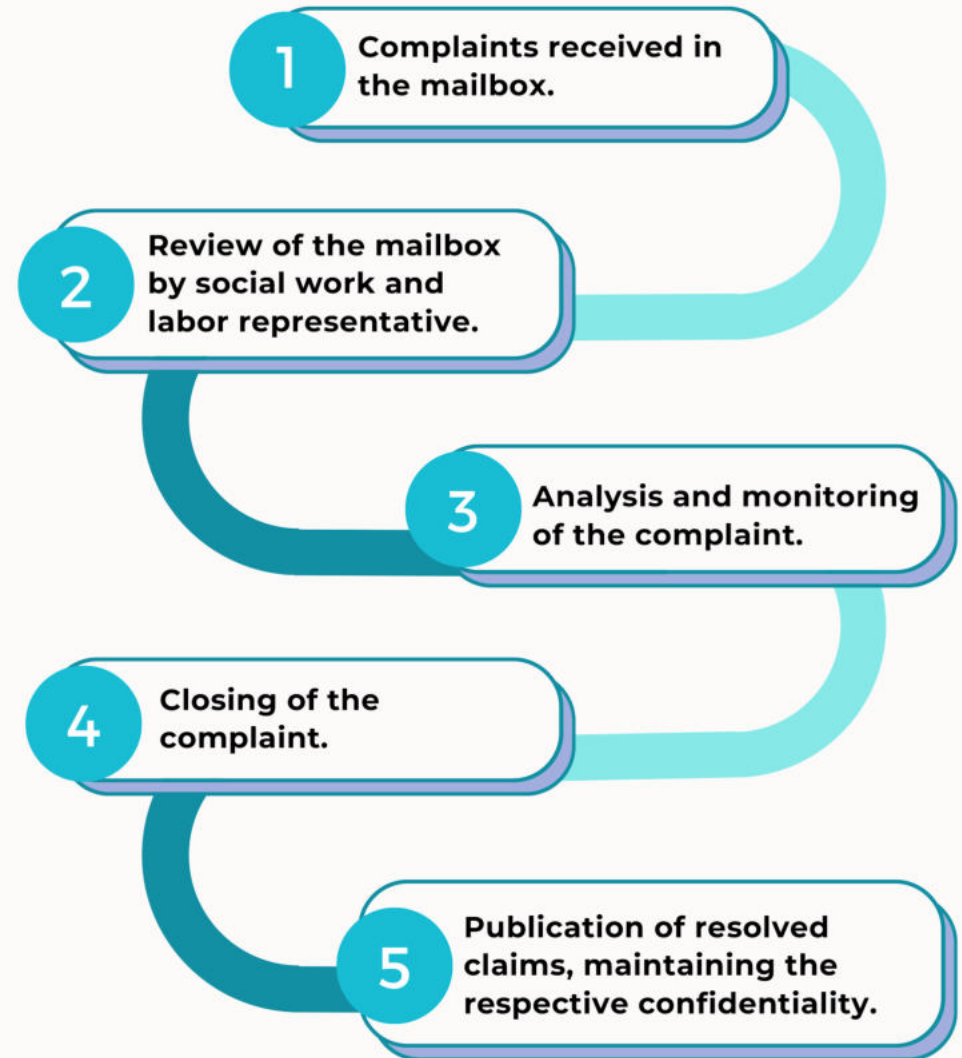 1
Complaints received in
the mailbox.
2
Review of the mailbox
by social work and
labor representative.
3
Analysis and monitoring
of the complaint.
4
Closing of the
complaint.
5
Publication of resolved
claims, maintaining the
respective confidentiality.